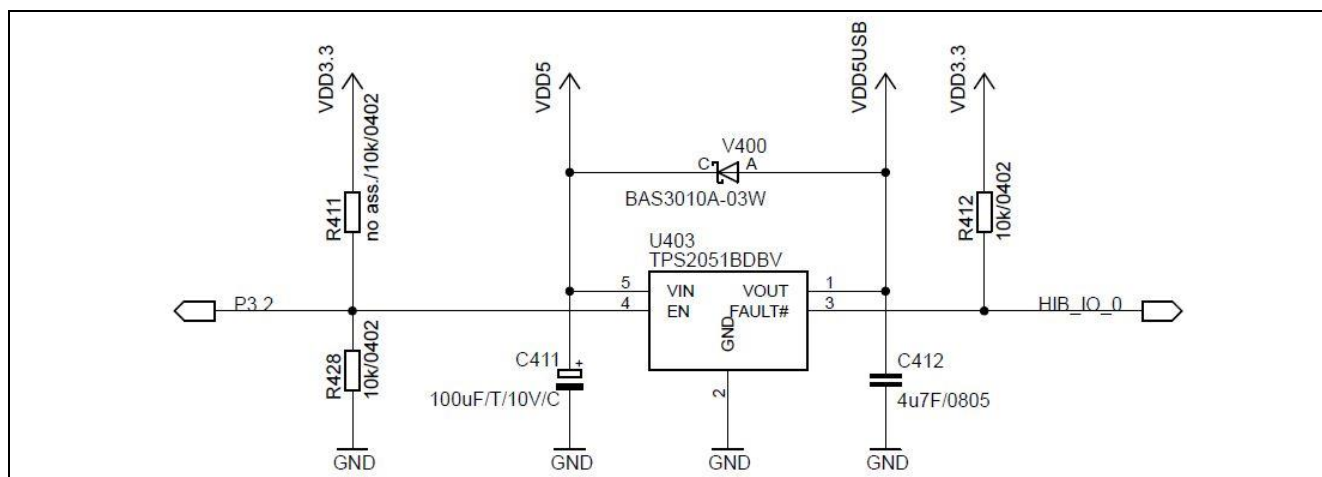 VDD3.3
VDD5
VDD5USB
VDD3.3
R411
no ass./10k/0402
V400
C A
BAS3010A-03W
R412
10k/0402
U403
TPS2051BDBV
5 VIN VOUT 1
4 EN FAULT# 3
GND
2
P3.2
HIB_IO_0
R428
10k/0402
C411 +
100uF/T/10V/C
C412
4u7F/0805
GND
GND
GND
GND